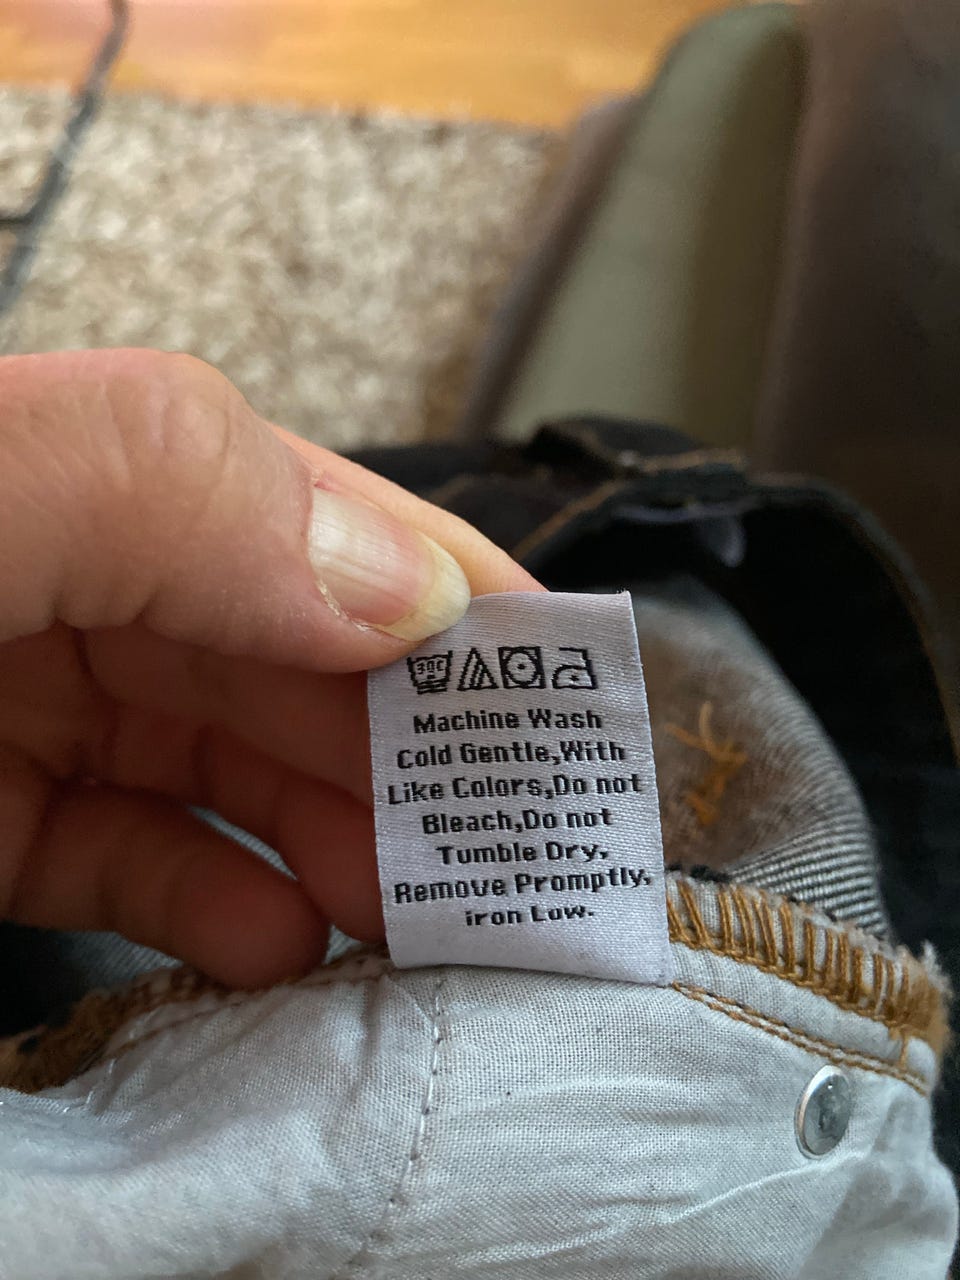 30C
Machine Wash
Cold Gentle,With
Like Colors,Do not
Bleach,Do not
Tumble Dry,
Remove Promptly,
iron Low.